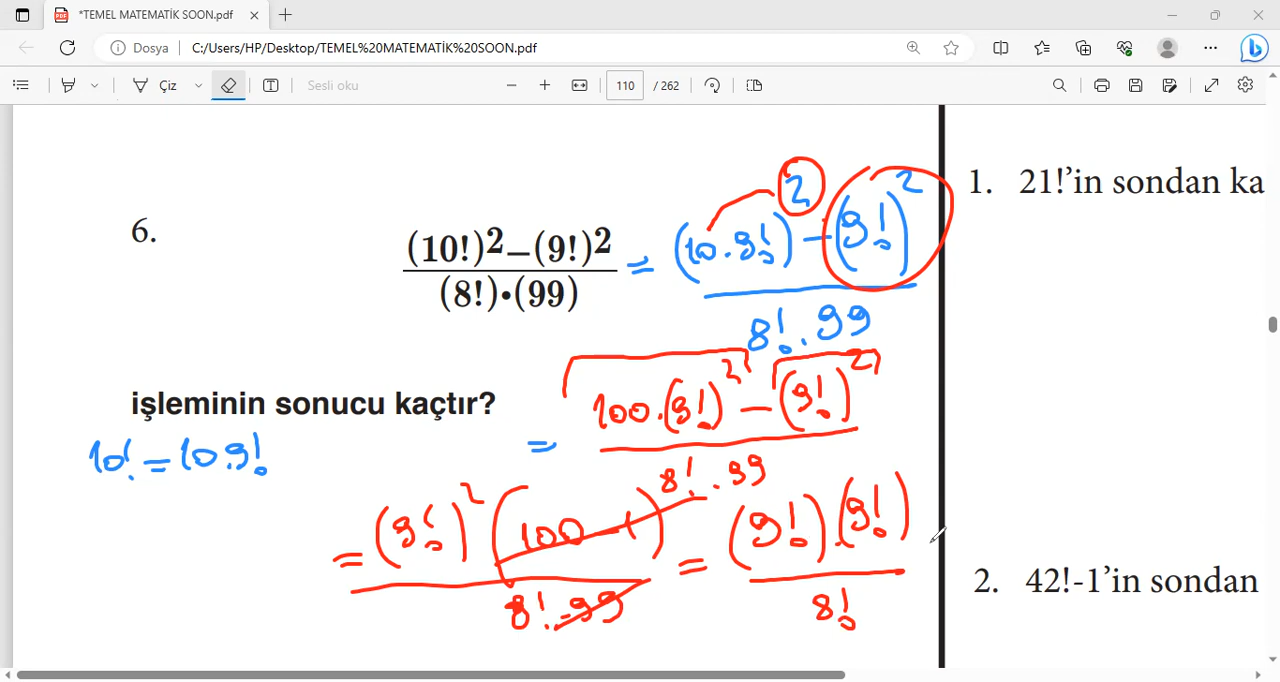 *TEMEL MATEMATİK SOON.pdf
Dosya C:/Users/HP/Desktop/TEMEL%20MATEMATİK%20SOON.pdf
Çiz Sesli oku 110 / 262
6.
(10!)2–(9!)2
(8!)•(99)
= (10.9!)2 – (9!)2
8!.99
işleminin sonucu kaçtır?
10! = 10.9!
= 100.(9!)2 – (9!)2
8!.99
= (9!)2 (100 – 1)
8!.99
= (9!).(9!)
8!
1. 21!’in sondan ka
2. 42!-1’in sondan